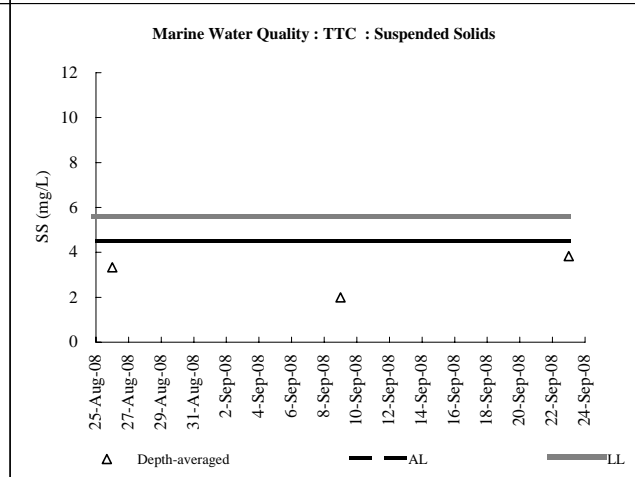 Marine Water Quality : TTC : Suspended Solids
12
10
8
6
4
2
0
SS (mg/L)
25-Aug-08
27-Aug-08
29-Aug-08
31-Aug-08
2-Sep-08
4-Sep-08
6-Sep-08
8-Sep-08
10-Sep-08
12-Sep-08
14-Sep-08
16-Sep-08
18-Sep-08
20-Sep-08
22-Sep-08
24-Sep-08
Depth-averaged AL LL